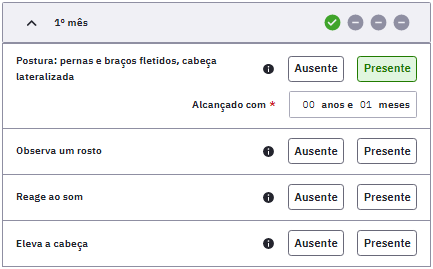 1º mês
Postura: pernas e braços fletidos, cabeça
lateralizada
Ausente Presente
Alcançado com * 00 anos e 01 meses
Observa um rosto Ausente Presente
Reage ao som Ausente Presente
Eleva a cabeça Ausente Presente